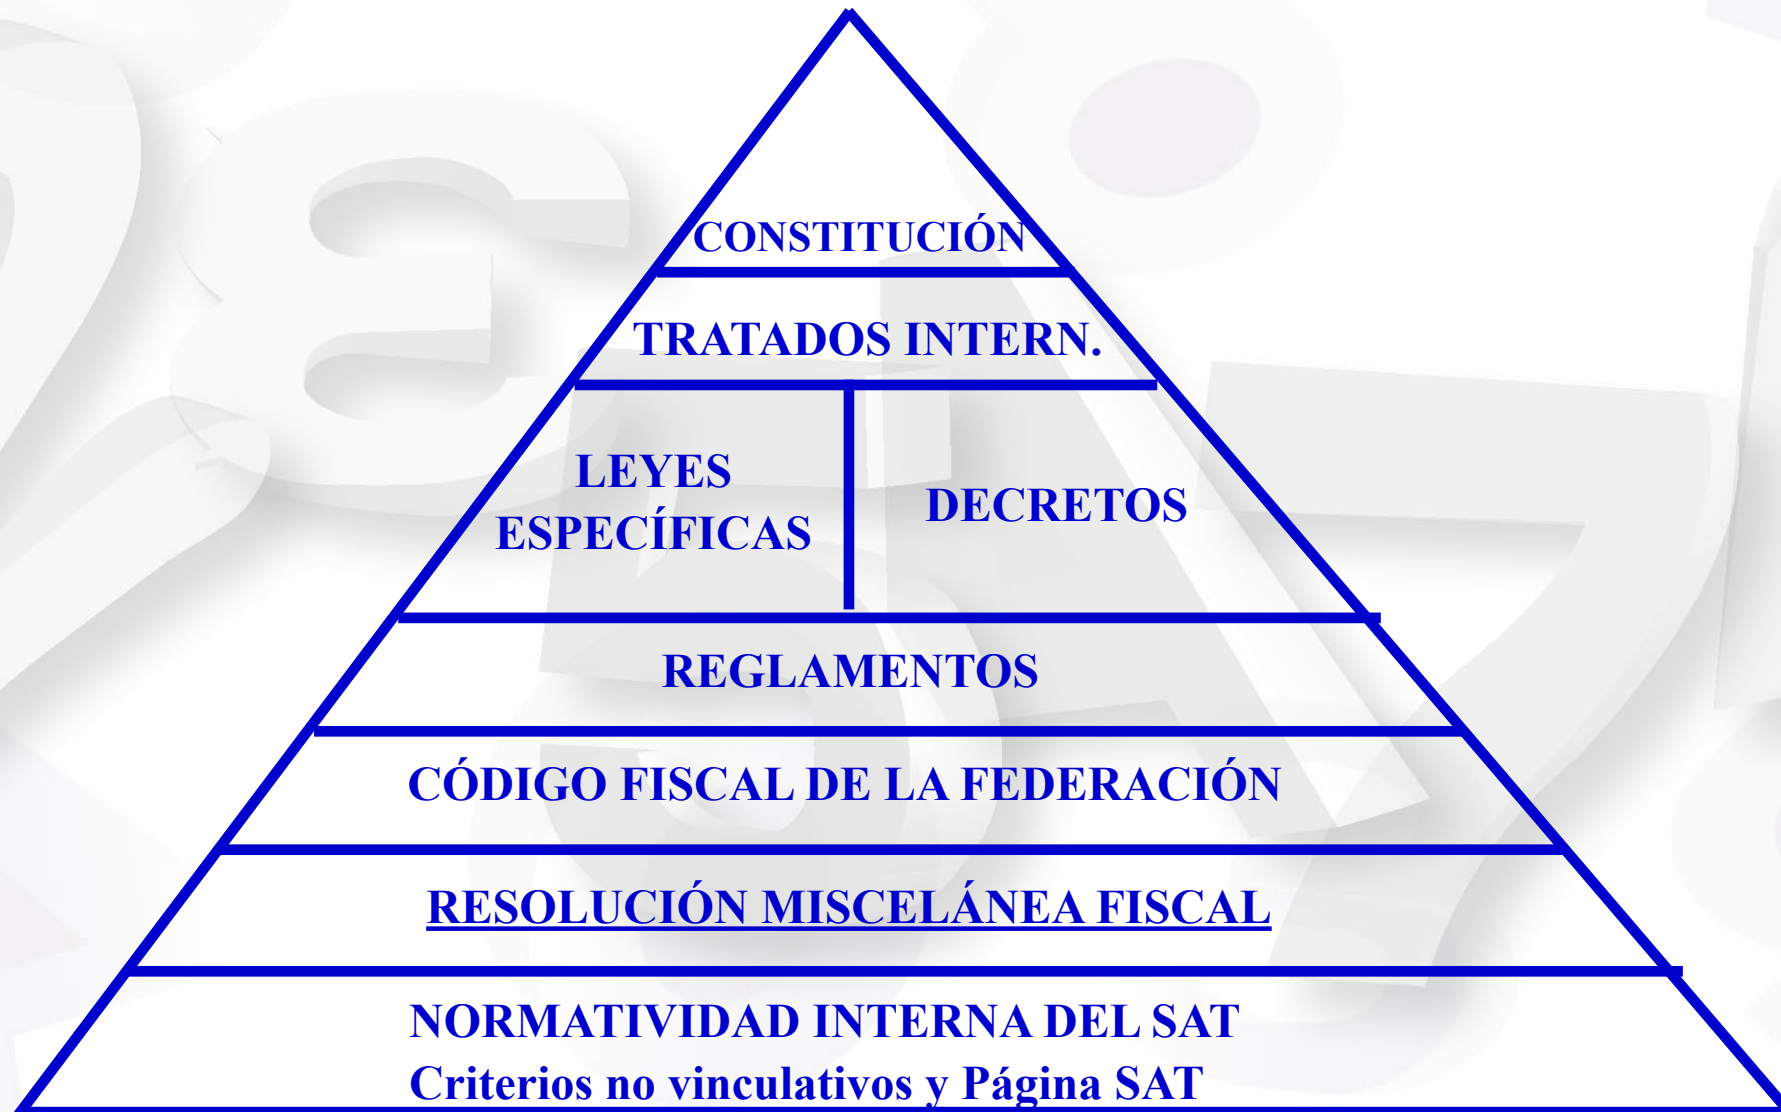 CONSTITUCIÓN
TRATADOS INTERN.
LEYES
ESPECÍFICAS
DECRETOS
REGLAMENTOS
CÓDIGO FISCAL DE LA FEDERACIÓN
RESOLUCIÓN MISCELÁNEA FISCAL
NORMATIVIDAD INTERNA DEL SAT
Criterios no vinculativos y Página SAT